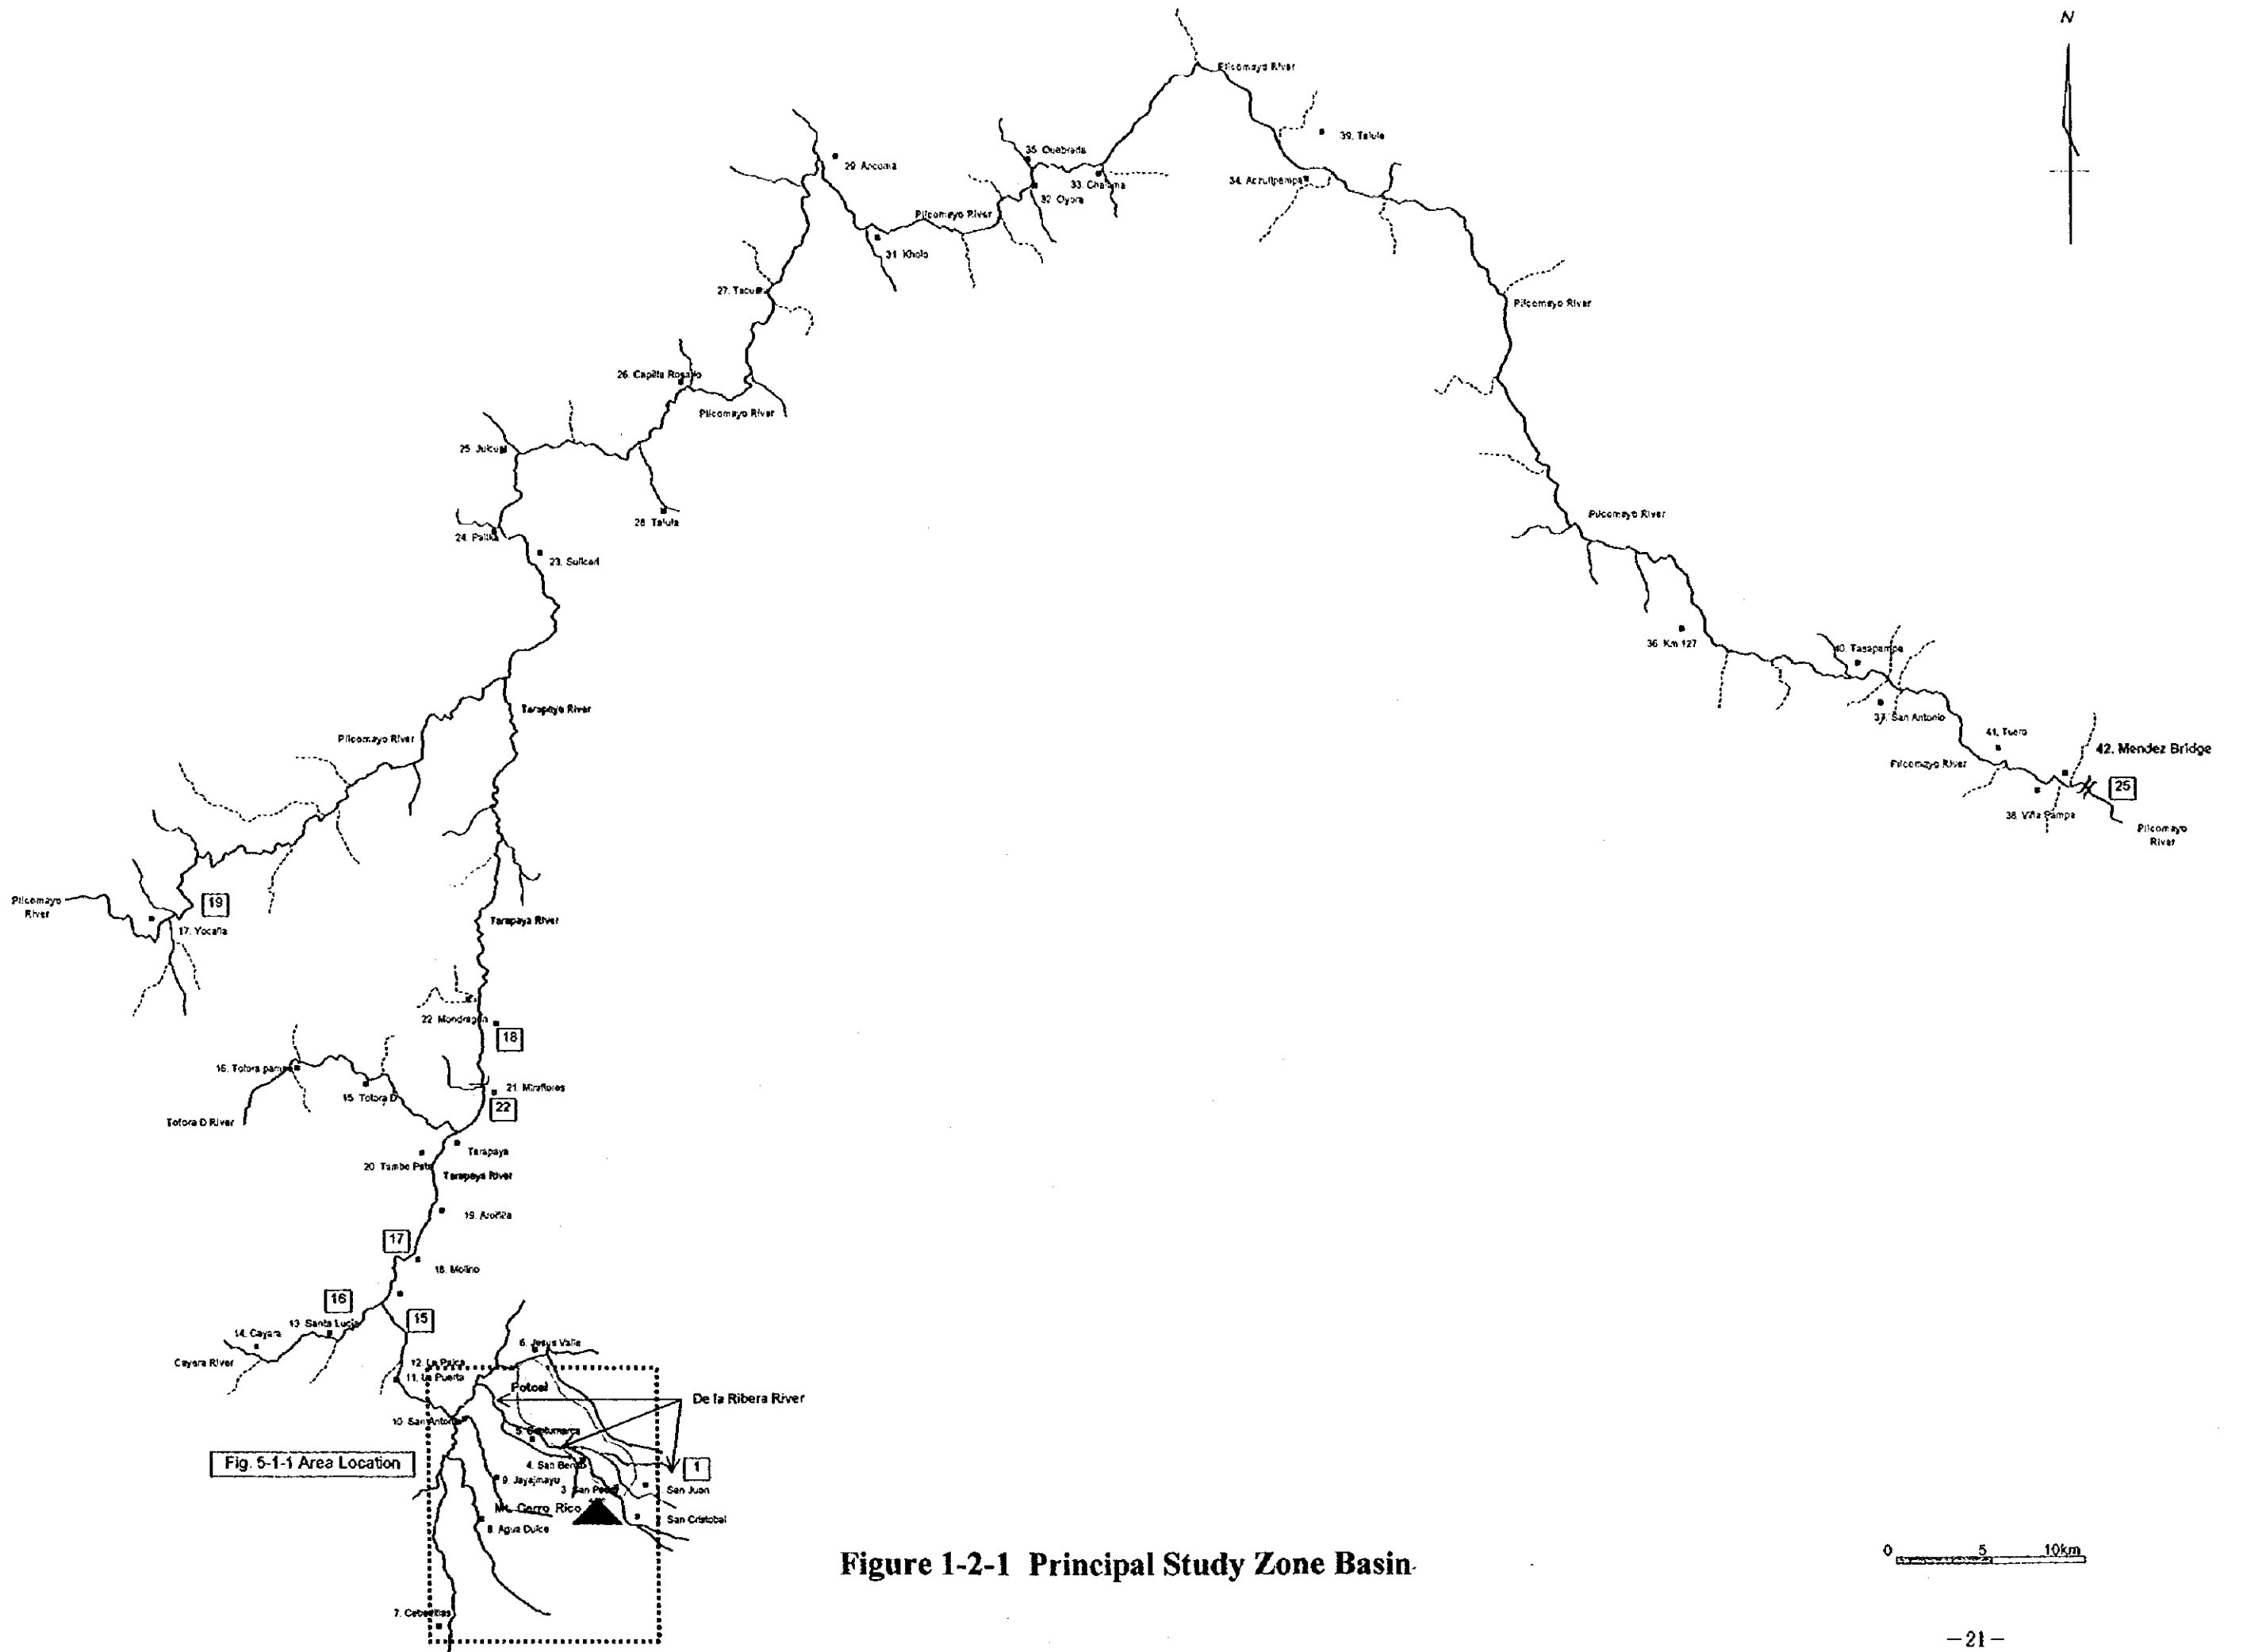 N
Pilcomayo River
39. Talula
29. Ancoma
35. Quebrada
33. Chacma
34. Aczuitpampa
32. Oyora
Pilcomayo River
31. Kholo
27. Tacu
Pilcomayo River
26. Capilla Rosario
Pilcomayo River
25. Juicu
28. Talula
Pilcomayo River
24. Palika
23. Sullcari
36. Km 127
40. Tasapampa
Tarapaya River
37. San Antonio
Pilcomayo River
41. Tuero
42. Mendez Bridge
Pilcomayo River
25
38. Viña Pampa
Pilcomayo
River
Pilcomayo
River
19
Tarapaya River
17. Yocalla
22. Mondragon
18
16. Totora pampa
21. Miraflores
15. Totora D
22
Totora D River
Tarapaya
20. Tambo Pata
Tarapaya River
19. Aroifilla
17
18. Molino
16
15
13. Santa Lucia
14. Cayara
6. Jesus Valle
Cayara River
12. La Palca
11. La Puerta
Potosi
De la Ribera River
10. San Antonio
5. Cantumarca
Fig. 5-1-1 Area Location
4. San Benito
1
9. Jayajmayu
3. San Pedro
San Juan
Mt. Cerro Rico
San Cristobal
8. Agua Dulce
Figure 1-2-1 Principal Study Zone Basin
0 5 10km
7. Cebadillas
-21-